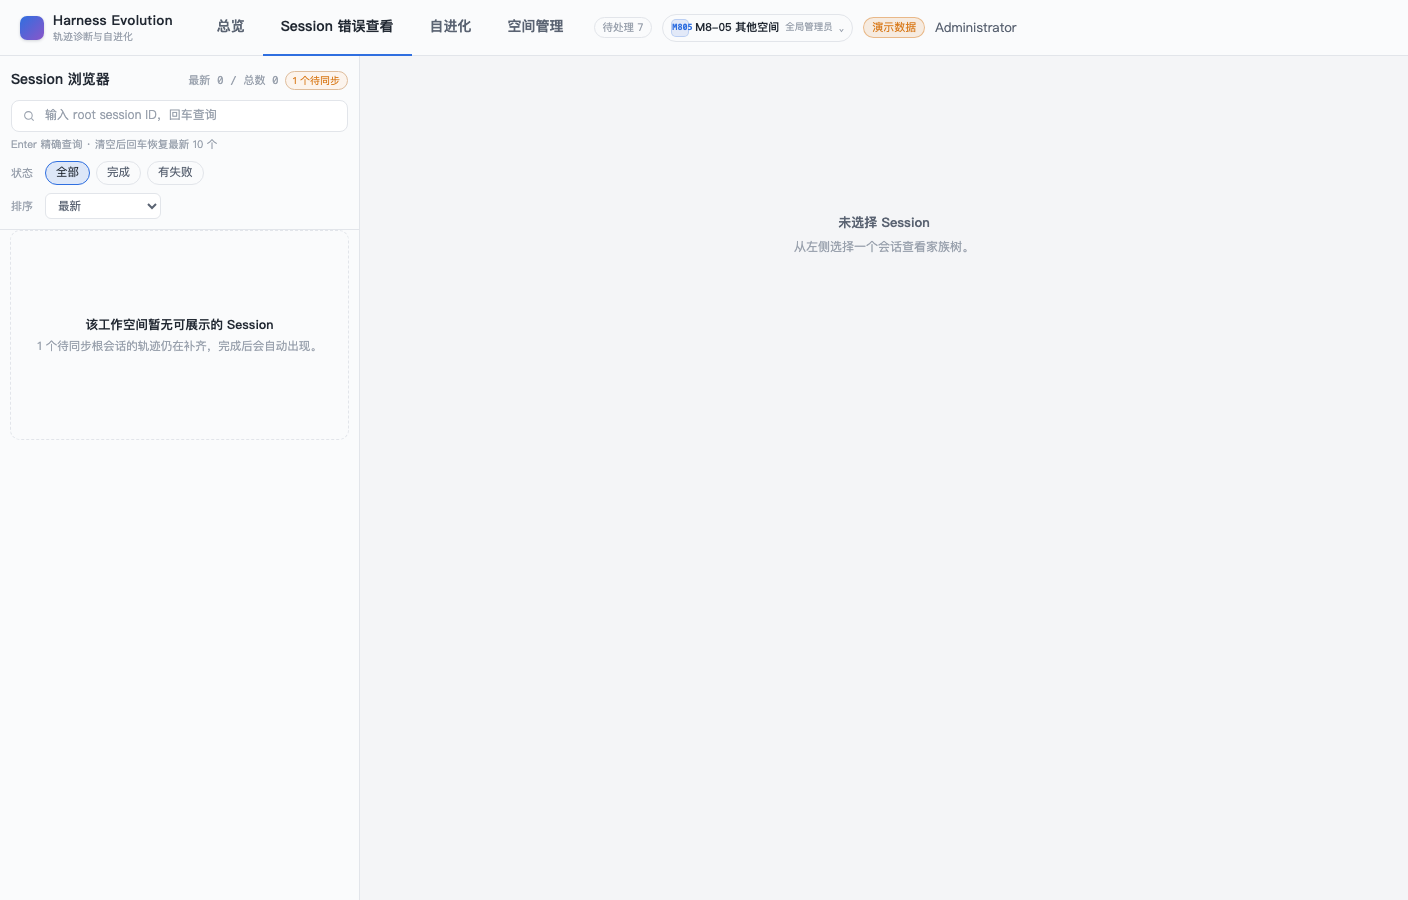 Harness Evolution
轨迹诊断与自进化
总览
Session 错误查看
自进化
空间管理
待处理 7
M805 M8-05 其他空间 全局管理员
演示数据
Administrator
Session 浏览器
最新 0 / 总数 0
1 个待同步
输入 root session ID，回车查询
Enter 精确查询 · 清空后回车恢复最新 10 个
状态 全部 完成 有失败
排序 最新
该工作空间暂无可展示的 Session
1 个待同步根会话的轨迹仍在补齐，完成后会自动出现。
未选择 Session
从左侧选择一个会话查看家族树。